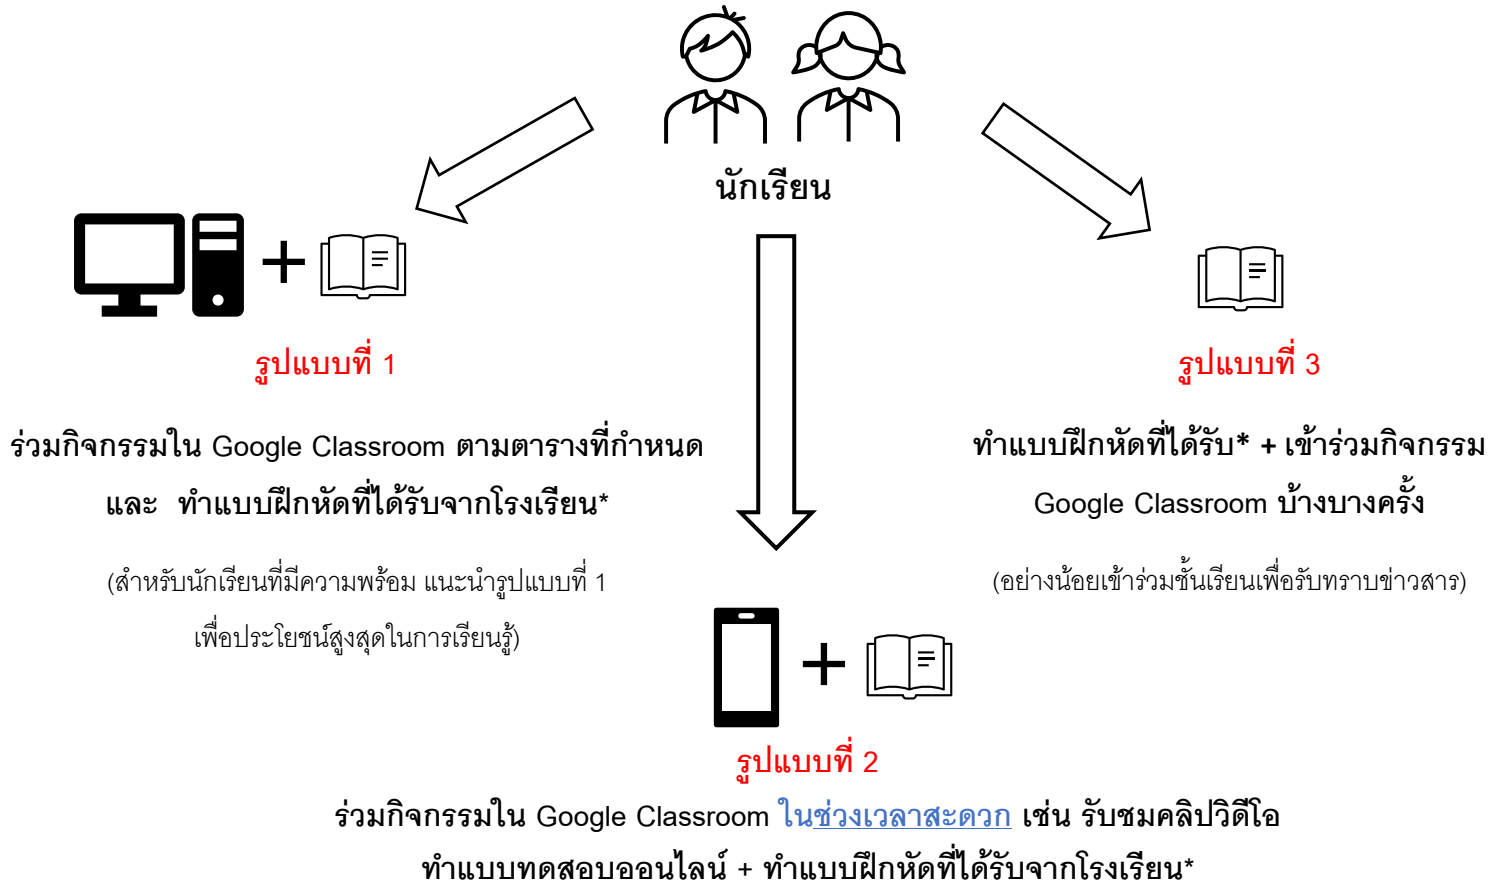 นักเรียน
รูปแบบที่ 1
ร่วมกิจกรรมใน Google Classroom ตามตารางที่กำหนด
และ ทำแบบฝึกหัดที่ได้รับจากโรงเรียน*
(สำหรับนักเรียนที่มีความพร้อม แนะนำรูปแบบที่ 1
เพื่อประโยชน์สูงสุดในการเรียนรู้)
รูปแบบที่ 3
ทำแบบฝึกหัดที่ได้รับ* + เข้าร่วมกิจกรรม
Google Classroom บ้างบางครั้ง
(อย่างน้อยเข้าร่วมชั้นเรียนเพื่อรับทราบข่าวสาร)
รูปแบบที่ 2
ร่วมกิจกรรมใน Google Classroom ในช่วงเวลาสะดวก เช่น รับชมคลิปวิดีโอ
ทำแบบทดสอบออนไลน์ + ทำแบบฝึกหัดที่ได้รับจากโรงเรียน*